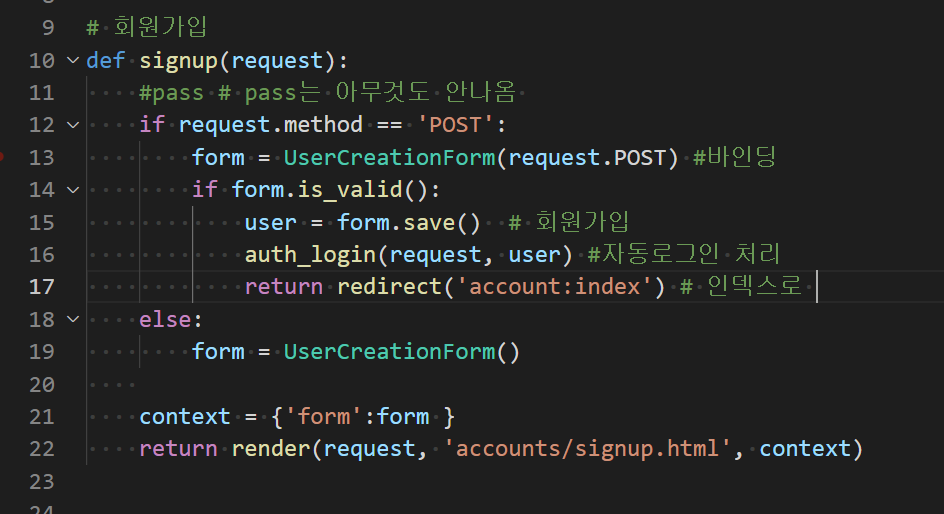 9 # 회원가입
10 def signup(request):
11     #pass # pass는 아무것도 안나옴
12     if request.method == 'POST':
13         form = UserCreationForm(request.POST) #바인딩
14         if form.is_valid():
15             user = form.save()  # 회원가입
16             auth_login(request, user) #자동로그인 처리
17             return redirect('account:index') # 인덱스로
18     else:
19         form = UserCreationForm()
20
21     context = {'form':form }
22     return render(request, 'accounts/signup.html', context)
23